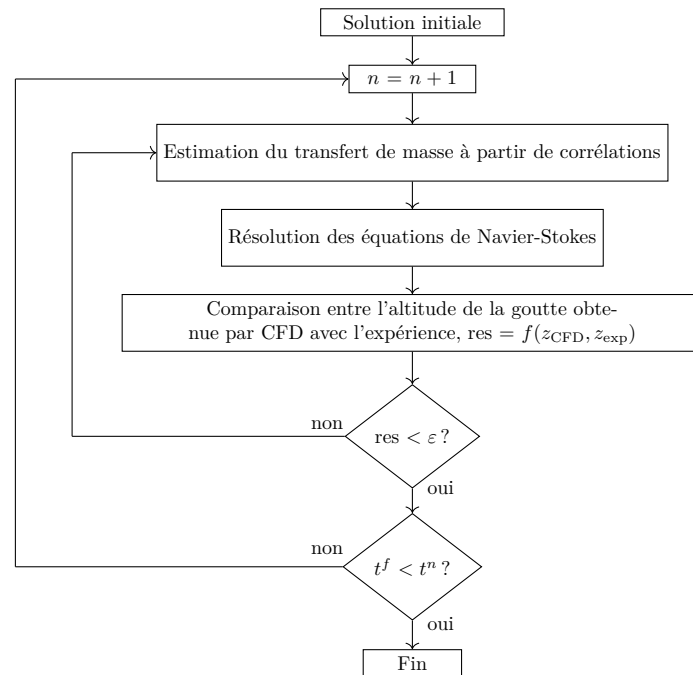 Solution initiale
n = n + 1
Estimation du transfert de masse à partir de corrélations
Résolution des équations de Navier-Stokes
Comparaison entre l'altitude de la goutte obte-
nue par CFD avec l'expérience, res = f(z_CFD, z_exp)
non
res < ε ?
oui
non
t^f < t^n ?
oui
Fin